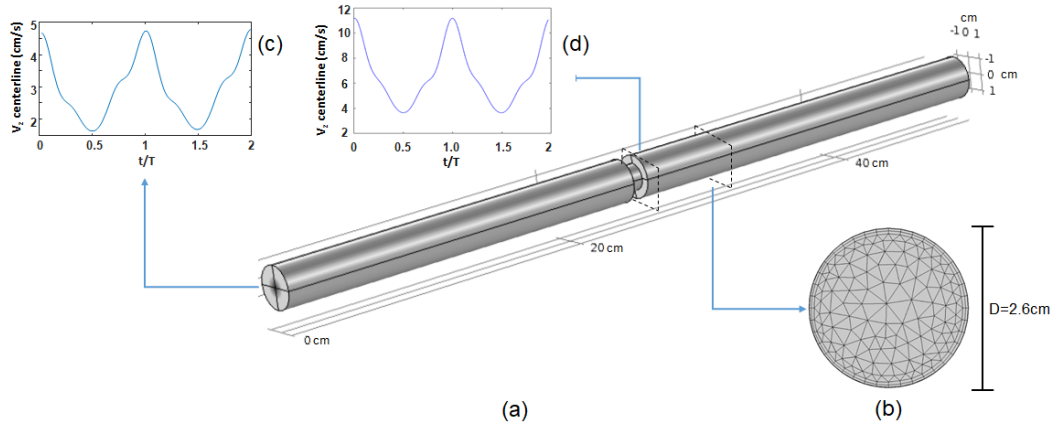 V_z centerline (cm/s)
5
4
3
2
0 0.5 1.0 1.5 2.0
t/T
(c)
V_z centerline (cm/s)
12
10
8
6
4
2
0 0.5 1.0 1.5 2
t/T
(d)
cm
-1 0 1
-1
0 cm
1
40 cm
20 cm
0 cm
D=2.6cm
(a)
(b)